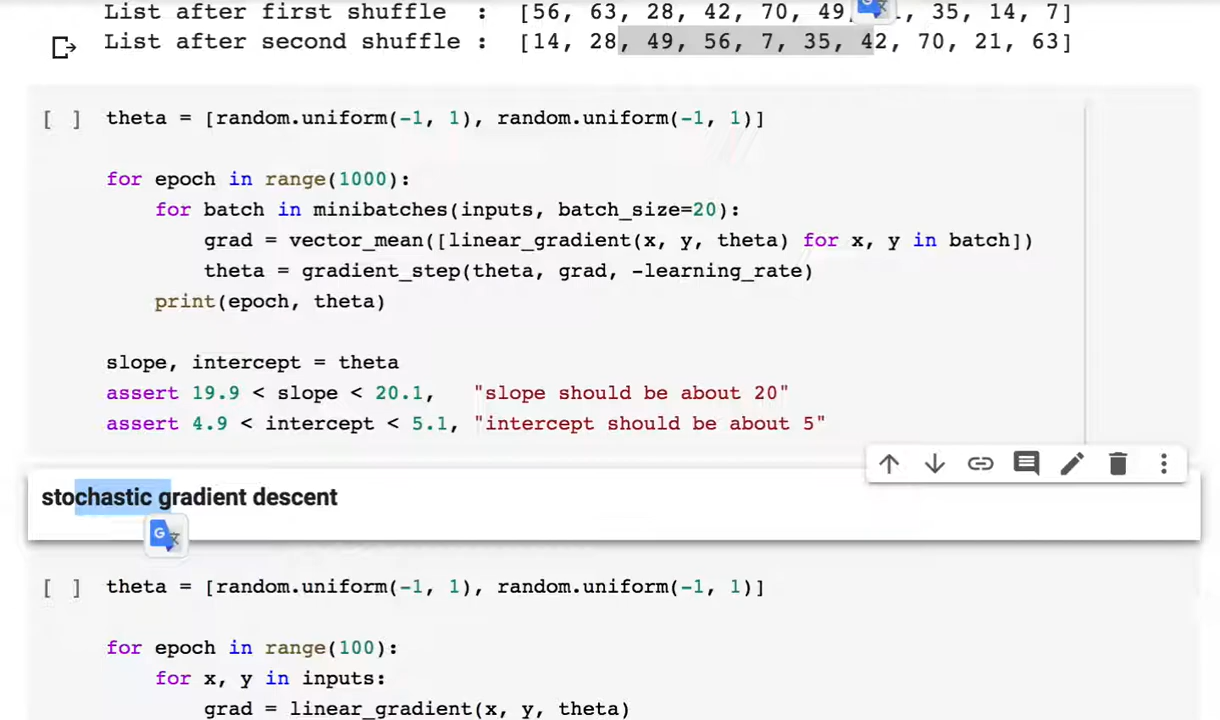 List after first shuffle  :  [56, 63, 28, 42, 70, 49, 35, 14, 7]
List after second shuffle :  [14, 28, 49, 56, 7, 35, 42, 70, 21, 63]
[ ] theta = [random.uniform(-1, 1), random.uniform(-1, 1)]
for epoch in range(1000):
    for batch in minibatches(inputs, batch_size=20):
        grad = vector_mean([linear_gradient(x, y, theta) for x, y in batch])
        theta = gradient_step(theta, grad, -learning_rate)
    print(epoch, theta)
slope, intercept = theta
assert 19.9 < slope < 20.1,   "slope should be about 20"
assert 4.9 < intercept < 5.1, "intercept should be about 5"
stochastic gradient descent
[ ] theta = [random.uniform(-1, 1), random.uniform(-1, 1)]
for epoch in range(100):
    for x, y in inputs:
        grad = linear_gradient(x, y, theta)